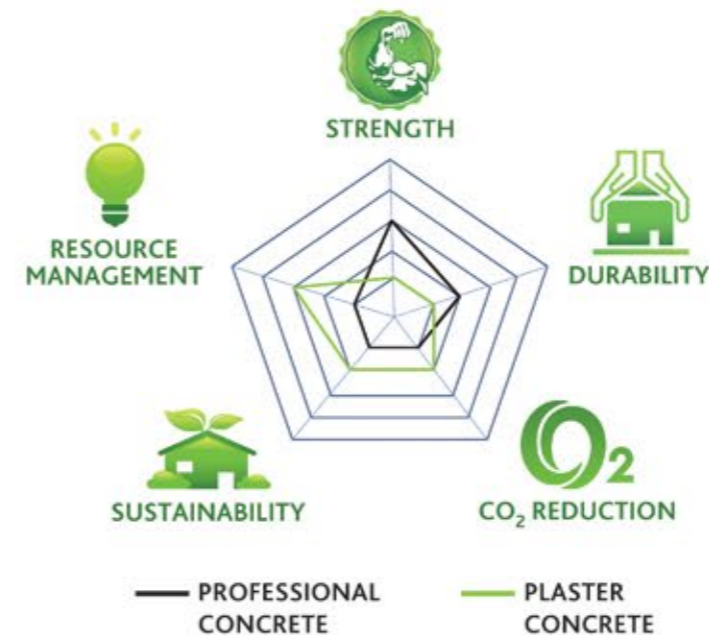 STRENGTH
RESOURCE
MANAGEMENT
DURABILITY
O2
SUSTAINABILITY
CO₂ REDUCTION
PROFESSIONAL
CONCRETE
PLASTER
CONCRETE